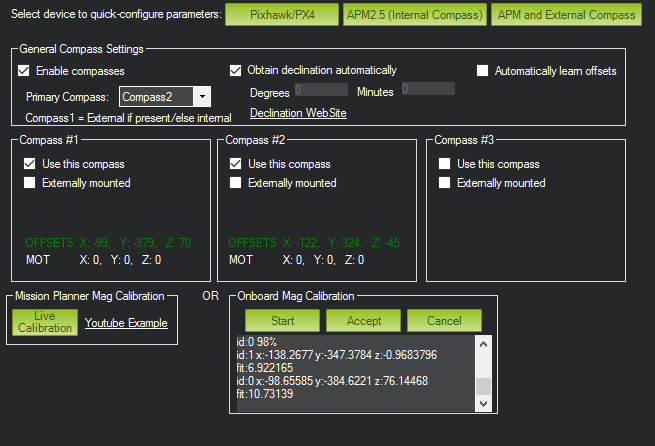 Select device to quick-configure parameters: Pixhawk/PX4 APM2.5 (Internal Compass) APM and External Compass
General Compass Settings
Enable compasses Obtain declination automatically Automatically learn offsets
Primary Compass: Compass2 Degrees 0 Minutes 0
Compass1 = External if present/else internal Declination WebSite
Compass #1 Compass #2 Compass #3
Use this compass Use this compass Use this compass
Externally mounted Externally mounted Externally mounted
OFFSETS X: -99, Y: -379, Z: 70 OFFSETS X: -122, Y: 324, Z: -45
MOT X: 0, Y: 0, Z: 0 MOT X: 0, Y: 0, Z: 0
Mission Planner Mag Calibration OR Onboard Mag Calibration
Live
Calibration
Youtube Example
Start Accept Cancel
id:0 98%
id:1 x:-138.2677 y:-347.3784 z:-0.9683796
fit:6.922165
id:0 x:-98.65585 y:-384.6221 z:76.14468
fit:10.73139